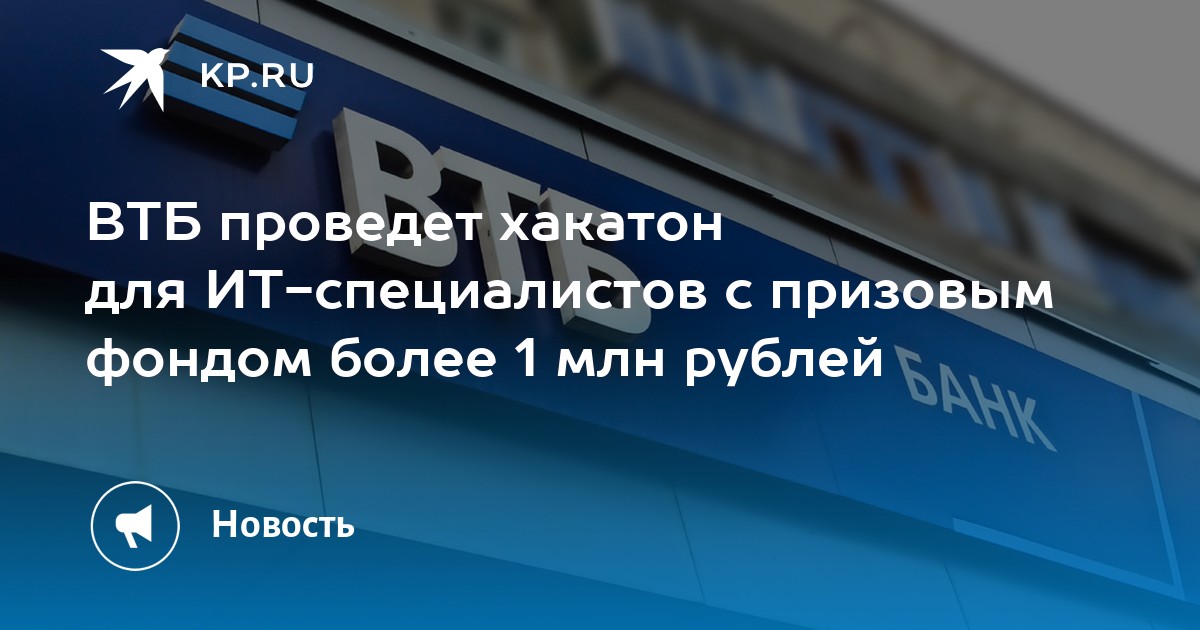 KP.RU
ВТБ
ВТБ проведет хакатон
для ИТ-специалистов с призовым
фондом более 1 млн рублей
БАНК
Новость